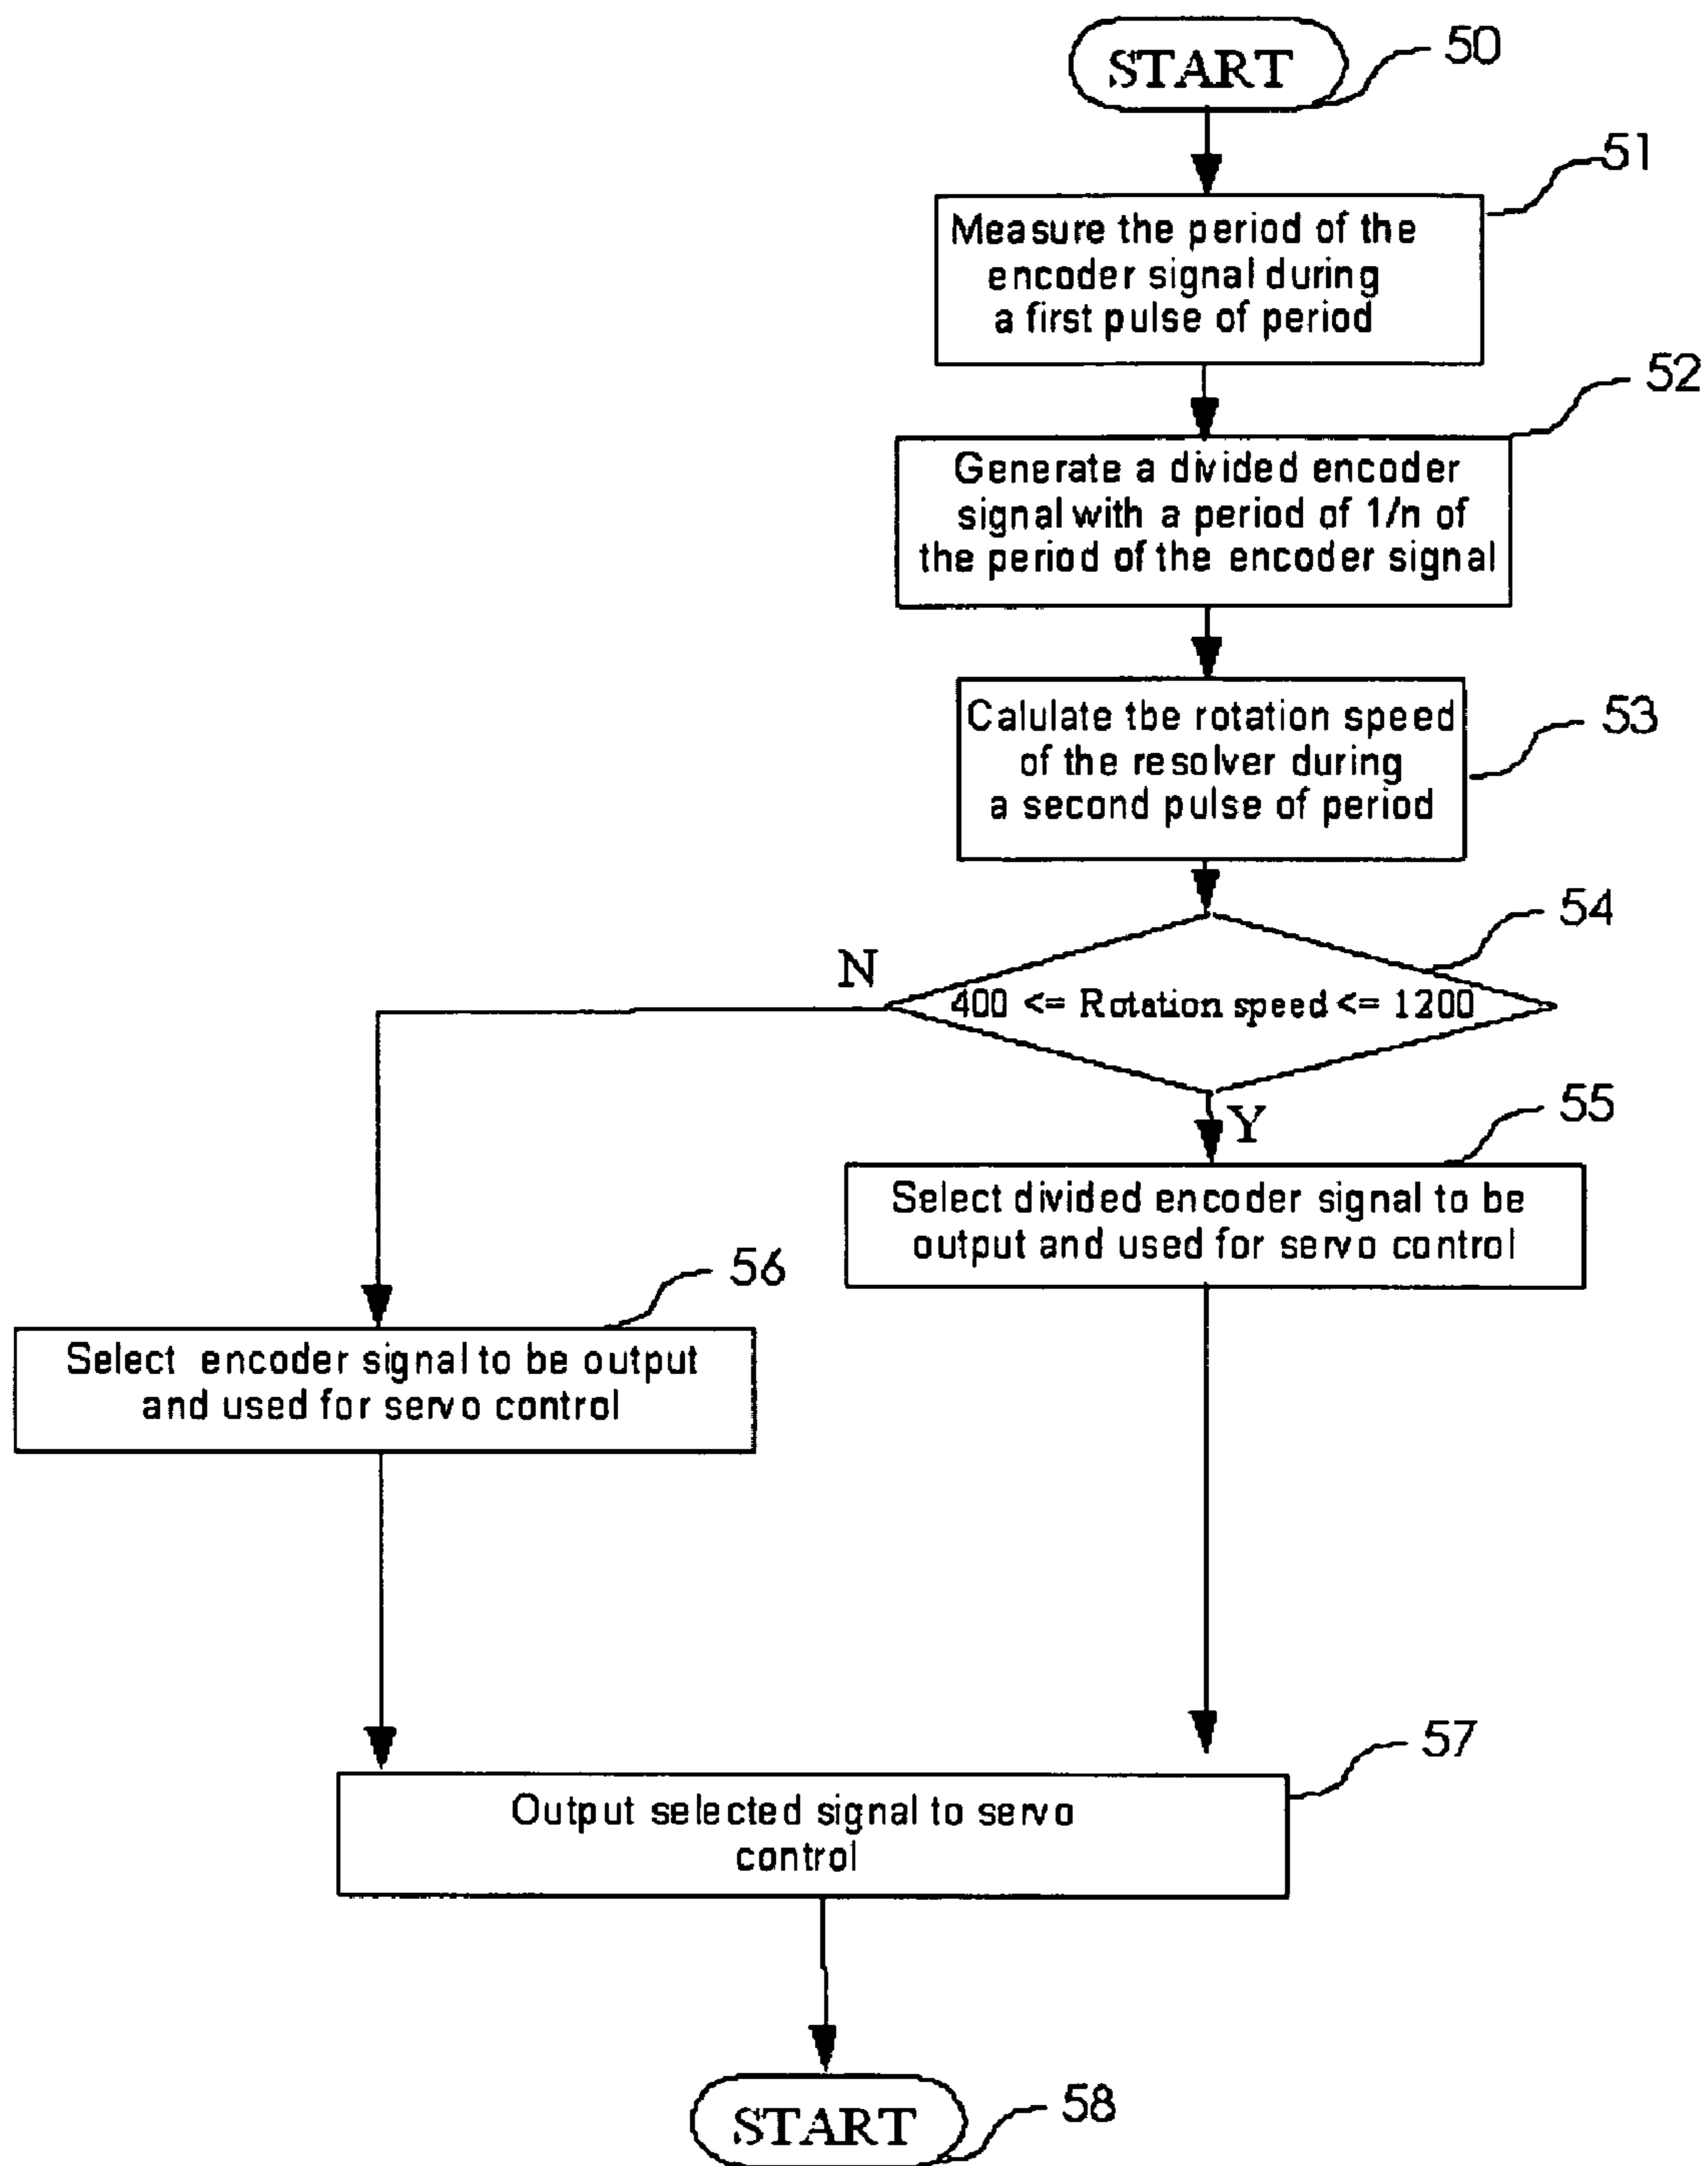 START
50
51
Measure the period of the
encoder signal during
a first pulse of period
52
Generate a divided encoder
signal with a period of 1/n of
the period of the encoder signal
53
Calulate tbe rotation speed
of the resolver during
a second pulse of period
54
N
400 <= Rotation speed <= 1200
Y
55
Select divided encoder signal to be
output and used for servo control
56
Select encoder signal to be output
and used for servo control
57
Output selected signal to servo
control
START
58